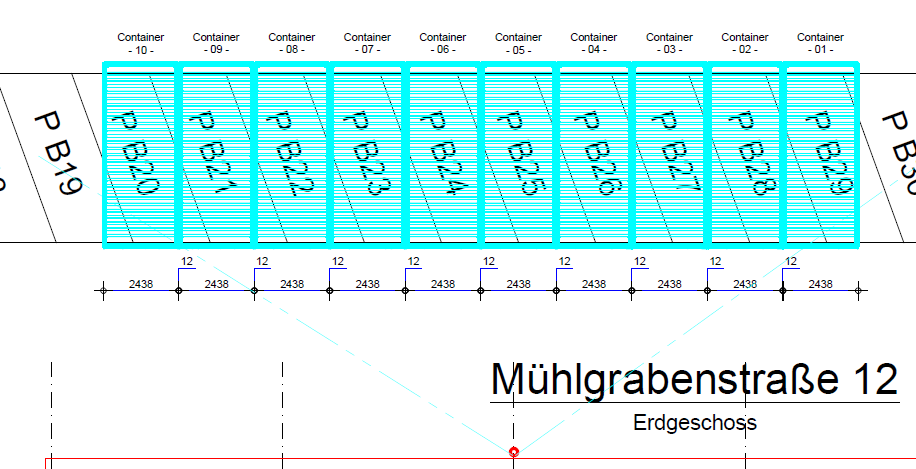 Container Container Container Container Container Container Container Container Container Container
- 10 - - 09 - - 08 - - 07 - - 06 - - 05 - - 04 - - 03 - - 02 - - 01 -
P B19
P B20
P B21
P B22
P B23
P B24
P B25
P B26
P B27
P B28
P B29
P B30
12 12 12 12 12 12 12 12 12
2438 2438 2438 2438 2438 2438 2438 2438 2438 2438
Mühlgrabenstraße 12
Erdgeschoss